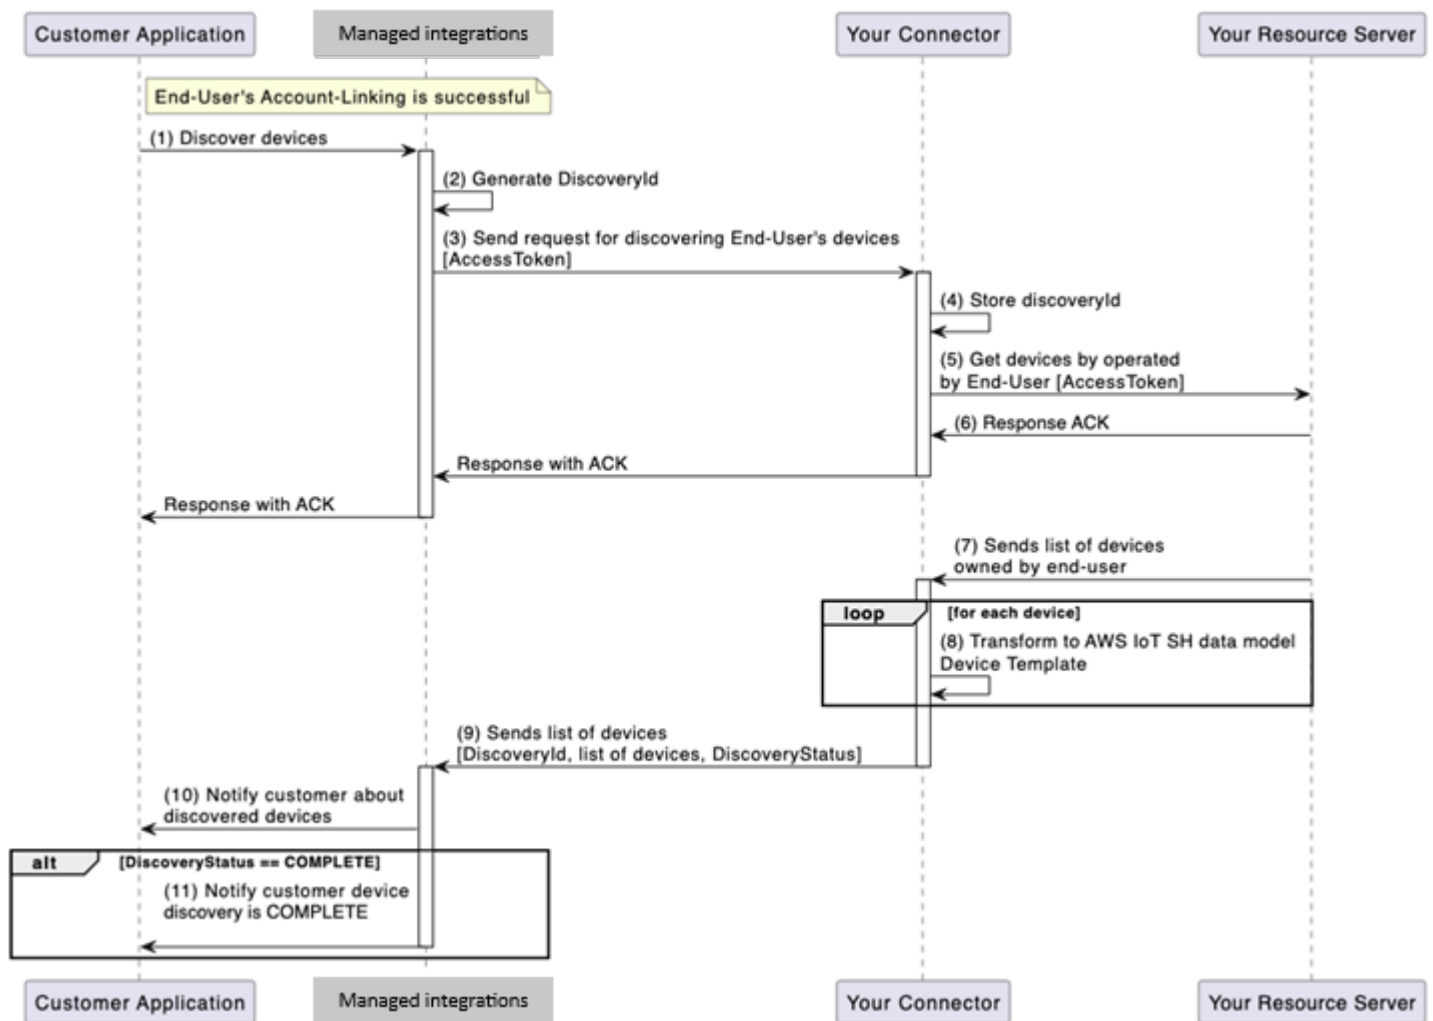 Customer Application
Managed integrations
Your Connector
Your Resource Server
End-User's Account-Linking is successful
(1) Discover devices
(2) Generate DiscoveryId
(3) Send request for discovering End-User's devices
[AccessToken]
(4) Store discoveryId
(5) Get devices by operated
by End-User [AccessToken]
(6) Response ACK
Response with ACK
Response with ACK
(7) Sends list of devices
owned by end-user
loop
[for each device]
(8) Transform to AWS IoT SH data model
Device Template
(9) Sends list of devices
[DiscoveryId, list of devices, DiscoveryStatus]
(10) Notify customer about
discovered devices
alt
[DiscoveryStatus == COMPLETE]
(11) Notify customer device
discovery is COMPLETE
Customer Application
Managed integrations
Your Connector
Your Resource Server